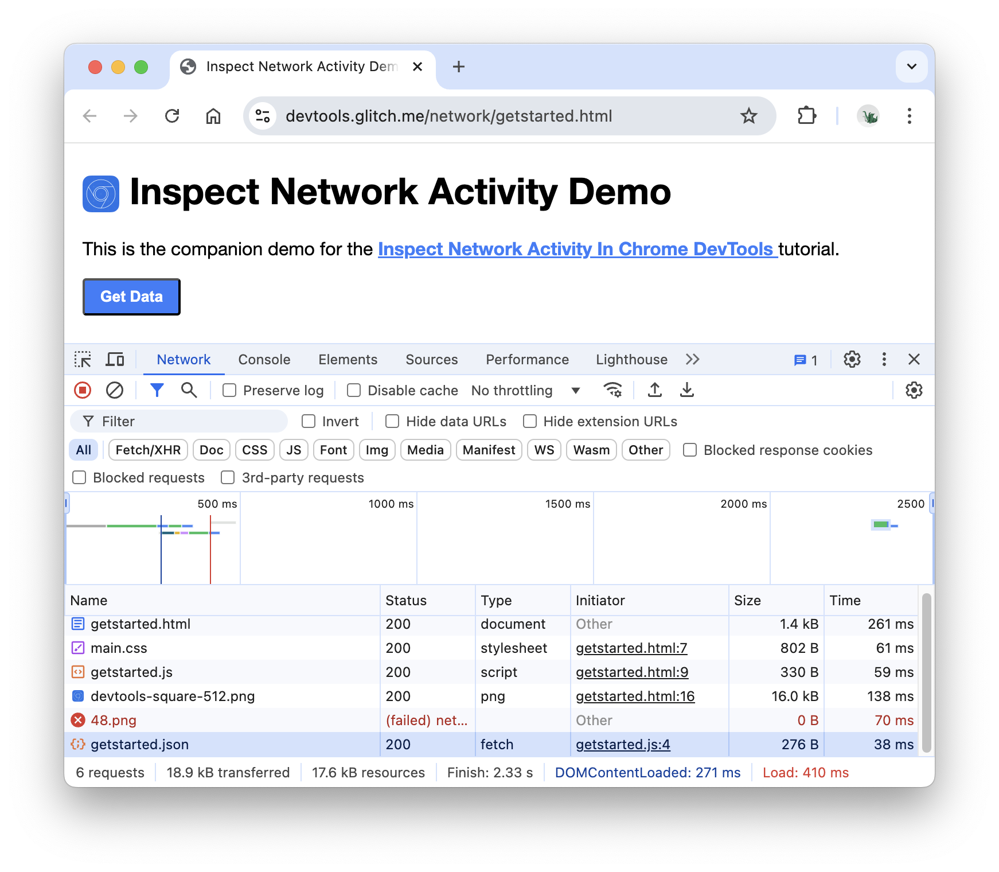 Inspect Network Activity Dem
devtools.glitch.me/network/getstarted.html
Inspect Network Activity Demo
This is the companion demo for the Inspect Network Activity In Chrome DevTools tutorial.
Get Data
Network Console Elements Sources Performance Lighthouse 1
Preserve log Disable cache No throttling
Filter Invert Hide data URLs Hide extension URLs
All Fetch/XHR Doc CSS JS Font Img Media Manifest WS Wasm Other Blocked response cookies
Blocked requests 3rd-party requests
500 ms 1000 ms 1500 ms 2000 ms 2500
Name Status Type Initiator Size Time
getstarted.html 200 document Other 1.4 kB 261 ms
main.css 200 stylesheet getstarted.html:7 802 B 61 ms
getstarted.js 200 script getstarted.html:9 330 B 59 ms
devtools-square-512.png 200 png getstarted.html:16 16.0 kB 138 ms
48.png (failed) net... Other 0 B 70 ms
getstarted.json 200 fetch getstarted.js:4 276 B 38 ms
6 requests 18.9 kB transferred 17.6 kB resources Finish: 2.33 s DOMContentLoaded: 271 ms Load: 410 ms